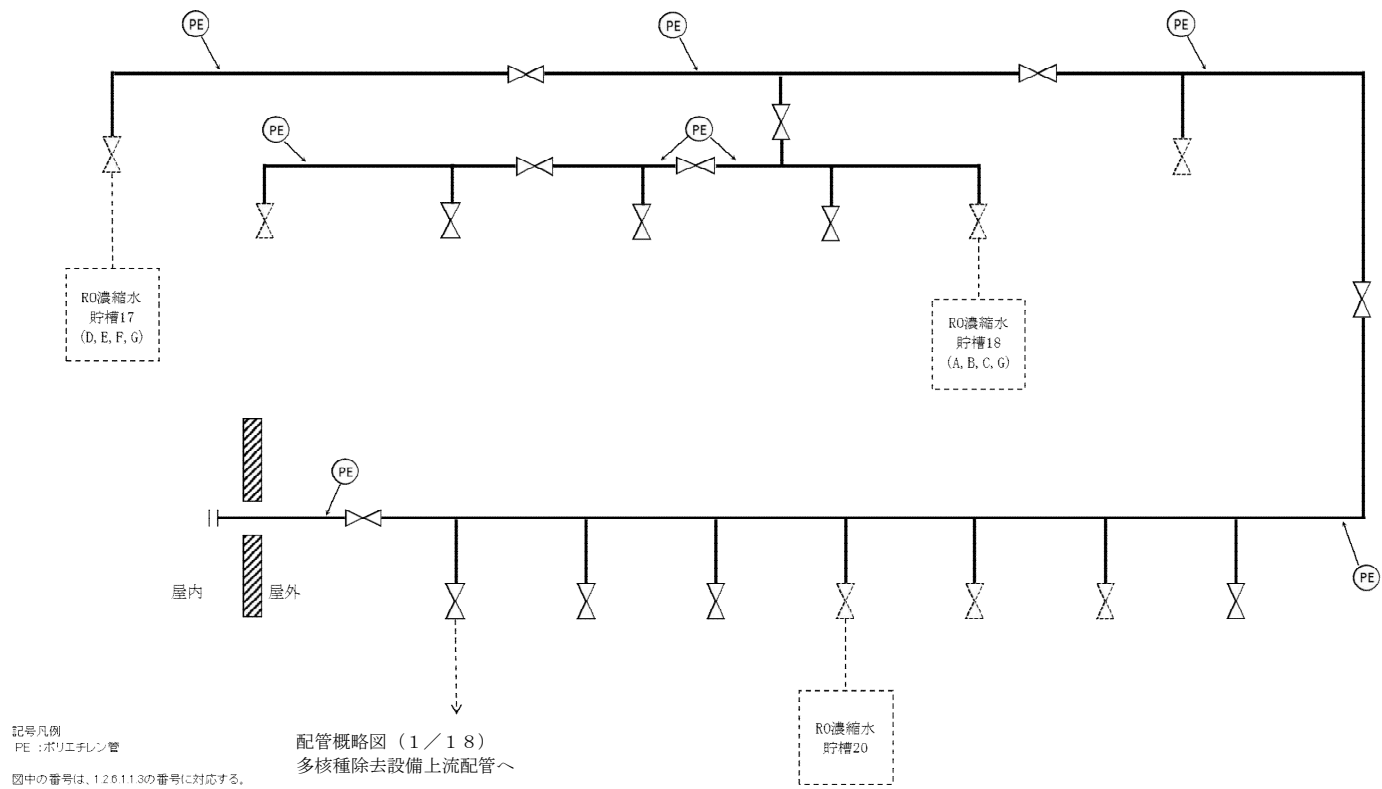 PE
PE
PE
PE
PE
RO濃縮水
貯槽17
(D, E, F, G)
RO濃縮水
貯槽18
(A, B, C, G)
PE
PE
屋内
屋外
RO濃縮水
貯槽20
配管概略図（１／１８）
多核種除去設備上流配管へ
記号凡例
PE ：ポリエチレン管
図中の番号は、1.2.6.1.1.3の番号に対応する。